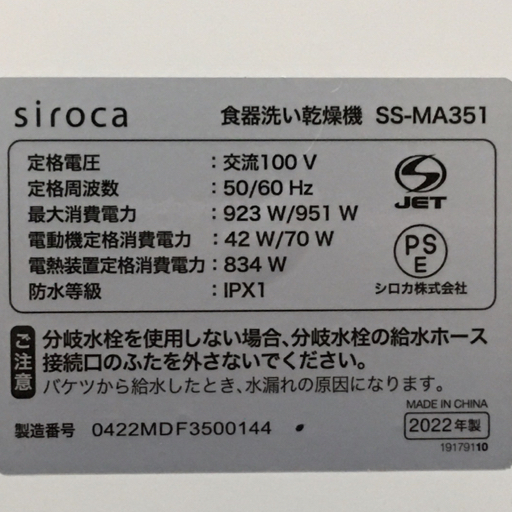 siroca 食器洗い乾燥機 SS-MA351
定格電圧 : 交流100 V
定格周波数 : 50/60 Hz
最大消費電力 : 923 W/951 W
電動機定格消費電力 : 42 W/70 W
電熱装置定格消費電力 : 834 W
防水等級 : IPX1
S
JET
PS
E
シロカ株式会社
ご注意
分岐水栓を使用しない場合、分岐水栓の給水ホース
接続口のふたを外さないでください。
バケツから給水したとき、水漏れの原因になります。
MADE IN CHINA
製造番号 0422MDF3500144
2022年製
19179110